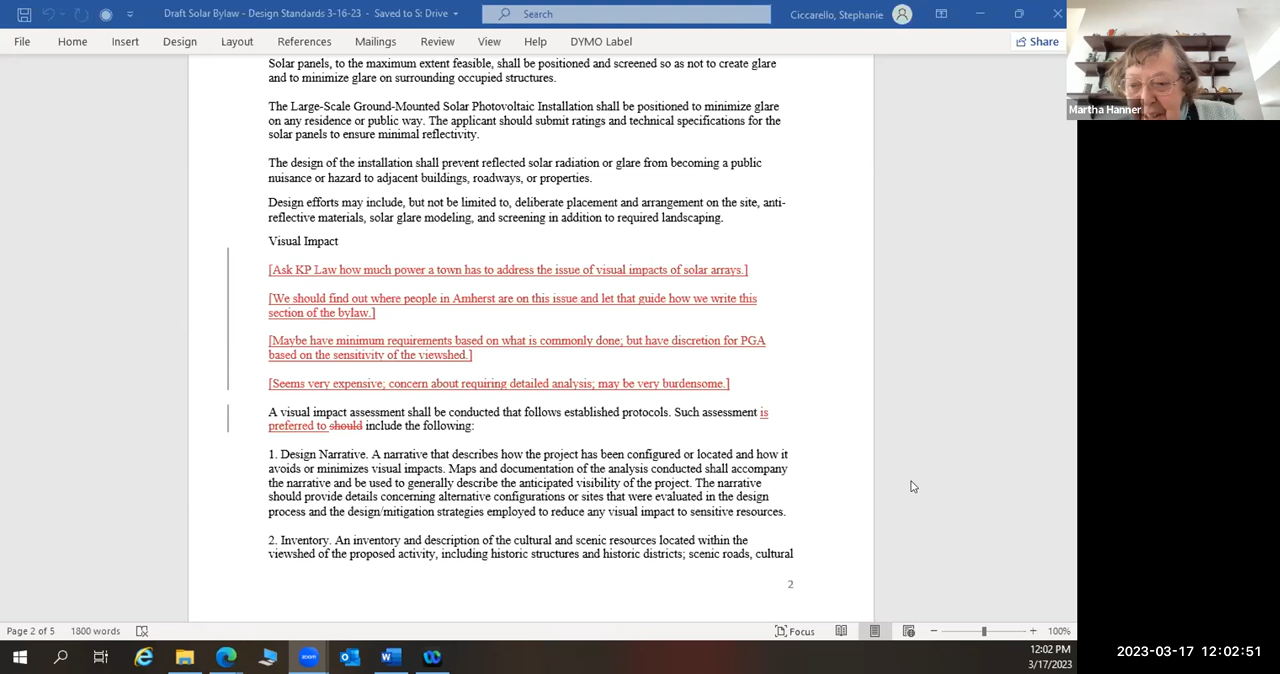 Draft Solar Bylaw - Design Standards 3-16-23 - Saved to S: Drive
Search
Ciccarello, Stephanie
File Home Insert Design Layout References Mailings Review View Help DYMO Label
Share
Solar panels, to the maximum extent feasible, shall be positioned and screened so as not to create glare
and to minimize glare on surrounding occupied structures.
The Large-Scale Ground-Mounted Solar Photovoltaic Installation shall be positioned to minimize glare
on any residence or public way. The applicant should submit ratings and technical specifications for the
solar panels to ensure minimal reflectivity.
The design of the installation shall prevent reflected solar radiation or glare from becoming a public
nuisance or hazard to adjacent buildings, roadways, or properties.
Design efforts may include, but not be limited to, deliberate placement and arrangement on the site, anti-
reflective materials, solar glare modeling, and screening in addition to required landscaping.
Visual Impact
[Ask KP Law how much power a town has to address the issue of visual impacts of solar arrays.]
[We should find out where people in Amherst are on this issue and let that guide how we write this
section of the bylaw.]
[Maybe have minimum requirements based on what is commonly done; but have discretion for PGA
based on the sensitivity of the viewshed.]
[Seems very expensive; concern about requiring detailed analysis; may be very burdensome.]
A visual impact assessment shall be conducted that follows established protocols. Such assessment is
preferred to should include the following:
1. Design Narrative. A narrative that describes how the project has been configured or located and how it
avoids or minimizes visual impacts. Maps and documentation of the analysis conducted shall accompany
the narrative and be used to generally describe the anticipated visibility of the project. The narrative
should provide details concerning alternative configurations or sites that were evaluated in the design
process and the design/mitigation strategies employed to reduce any visual impact to sensitive resources.
2. Inventory. An inventory and description of the cultural and scenic resources located within the
viewshed of the proposed activity, including historic structures and historic districts; scenic roads, cultural
2
Martha Hanner
Page 2 of 5 1800 words
Focus
100%
zoom
12:02 PM
3/17/2023
2023-03-17 12:02:51